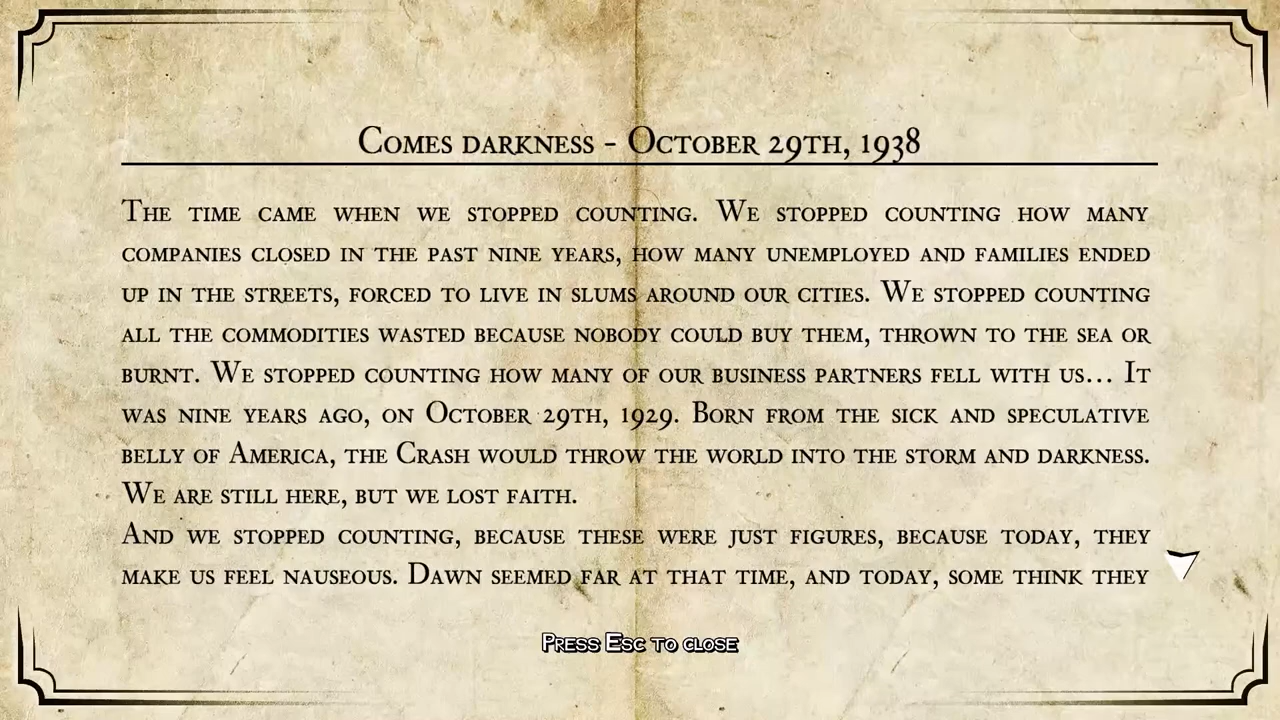 Comes darkness - October 29th, 1938
The time came when we stopped counting. We stopped counting how many
companies closed in the past nine years, how many unemployed and families ended
up in the streets, forced to live in slums around our cities. We stopped counting
all the commodities wasted because nobody could buy them, thrown to the sea or
burnt. We stopped counting how many of our business partners fell with us... It
was nine years ago, on October 29th, 1929. Born from the sick and speculative
belly of America, the Crash would throw the world into the storm and darkness.
We are still here, but we lost faith.
And we stopped counting, because these were just figures, because today, they
make us feel nauseous. Dawn seemed far at that time, and today, some think they
Press Esc to close